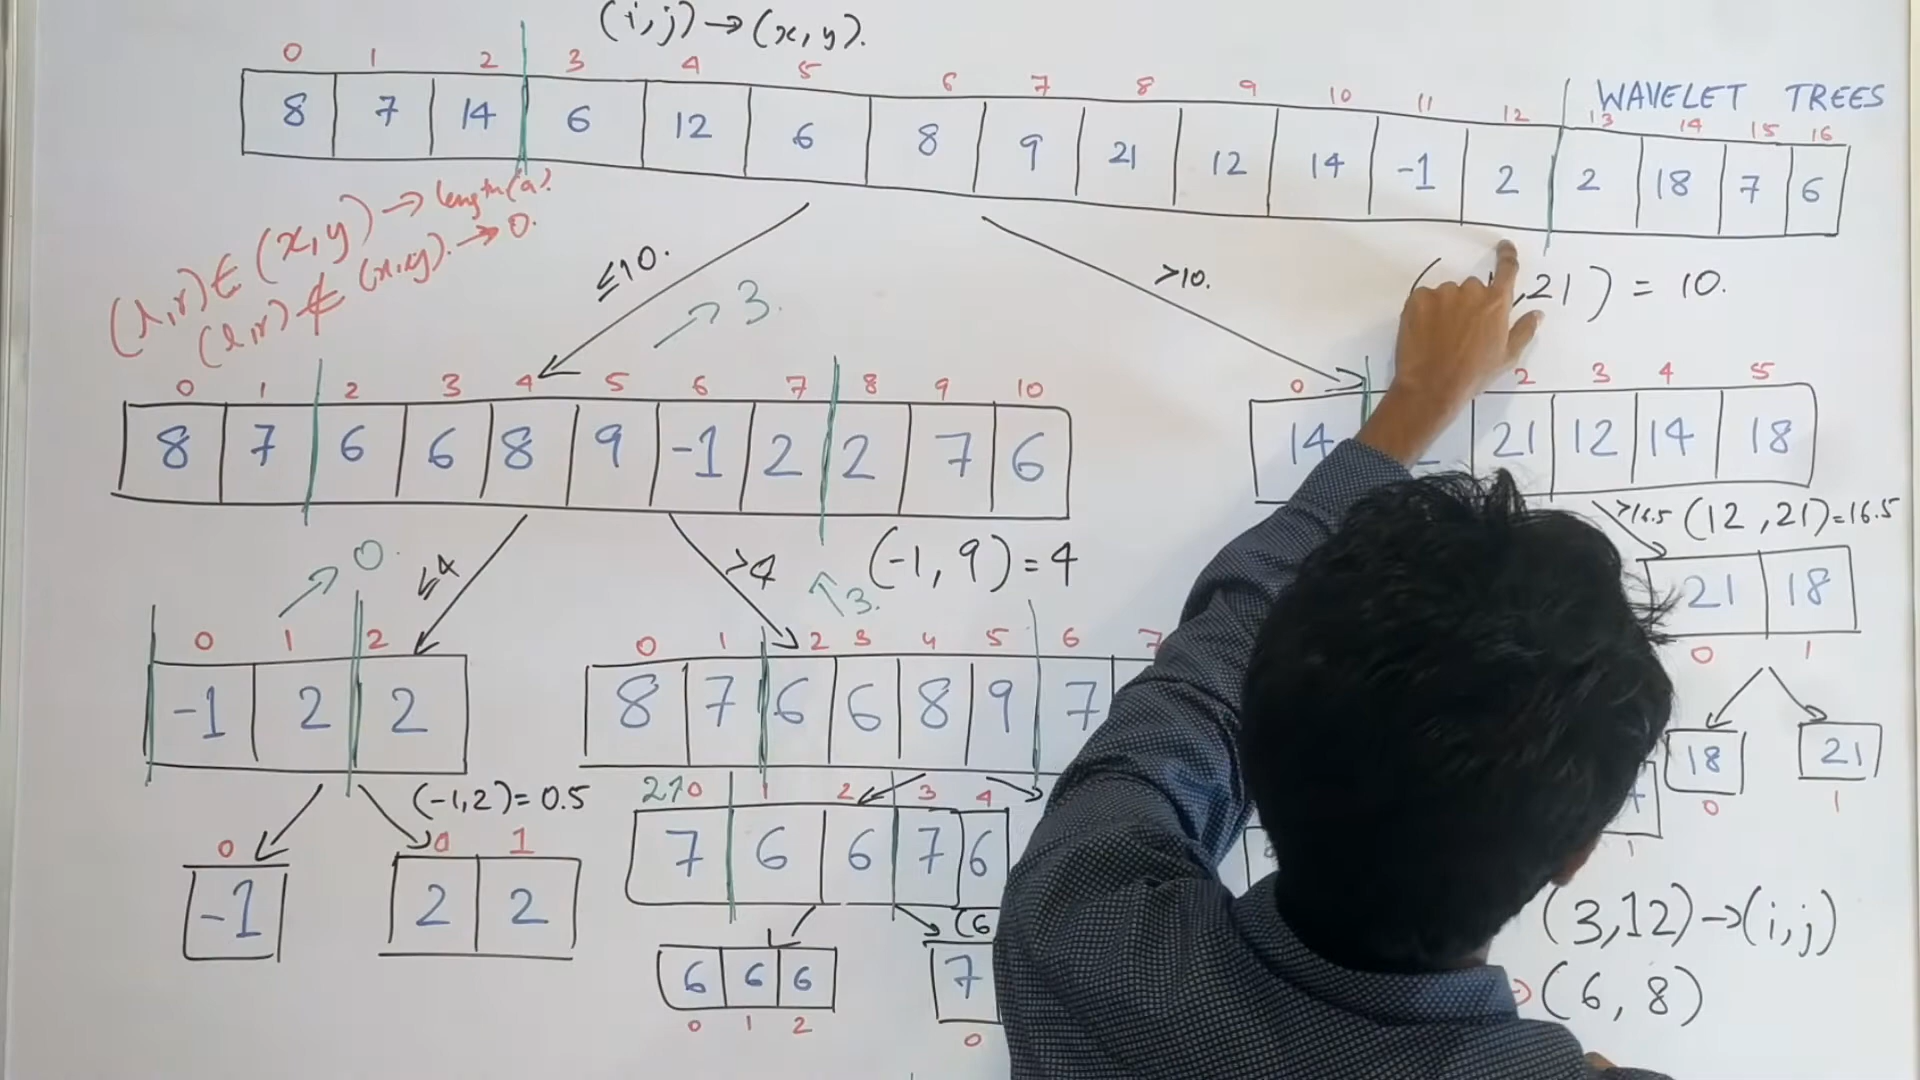 (i,j)→(x,y).
WAVELET TREES
0 1 2 3 4 5 6 7 8 9 10 11 12 13 14 15 16
8 7 14 6 12 6 8 9 21 12 14 -1 2 2 18 7 6
(l,r)∈(x,y)→length(a).
(l,r)∉(x,y).→0.
≤10.
>10.
,21) = 10.
→3.
0 1 2 3 4 5 6 7 8 9 10
8 7 6 6 8 9 -1 2 2 7 6
0 2 3 4 5
14 21 12 14 18
→0.
≤4
>4
(-1, 9) = 4
↑3.
>16.5 (12,21)=16.5
21 18
0 1
0 1 2
-1 2 2
0 1 2 3 4 5 6 7
8 7 6 6 8 9 7
(-1,2)=0.5
18 21
0 1
2↑
0 1 2 3 4
7 6 6 7 6
0
-1
0 1
2 2
1
(6
6 6 6
0 1 2
7
0
(3,12)→(i,j)
(6,8)